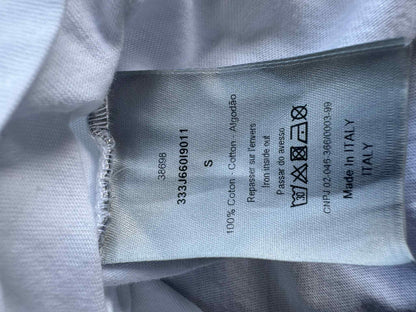 38698
333J660I9011
S
100% Coton - Cotton - Algodão
Repasser sur l'envers
Iron inside out
Passar do avesso
CNPJ 02-046-366/0003-99
Made In ITALY
ITALY